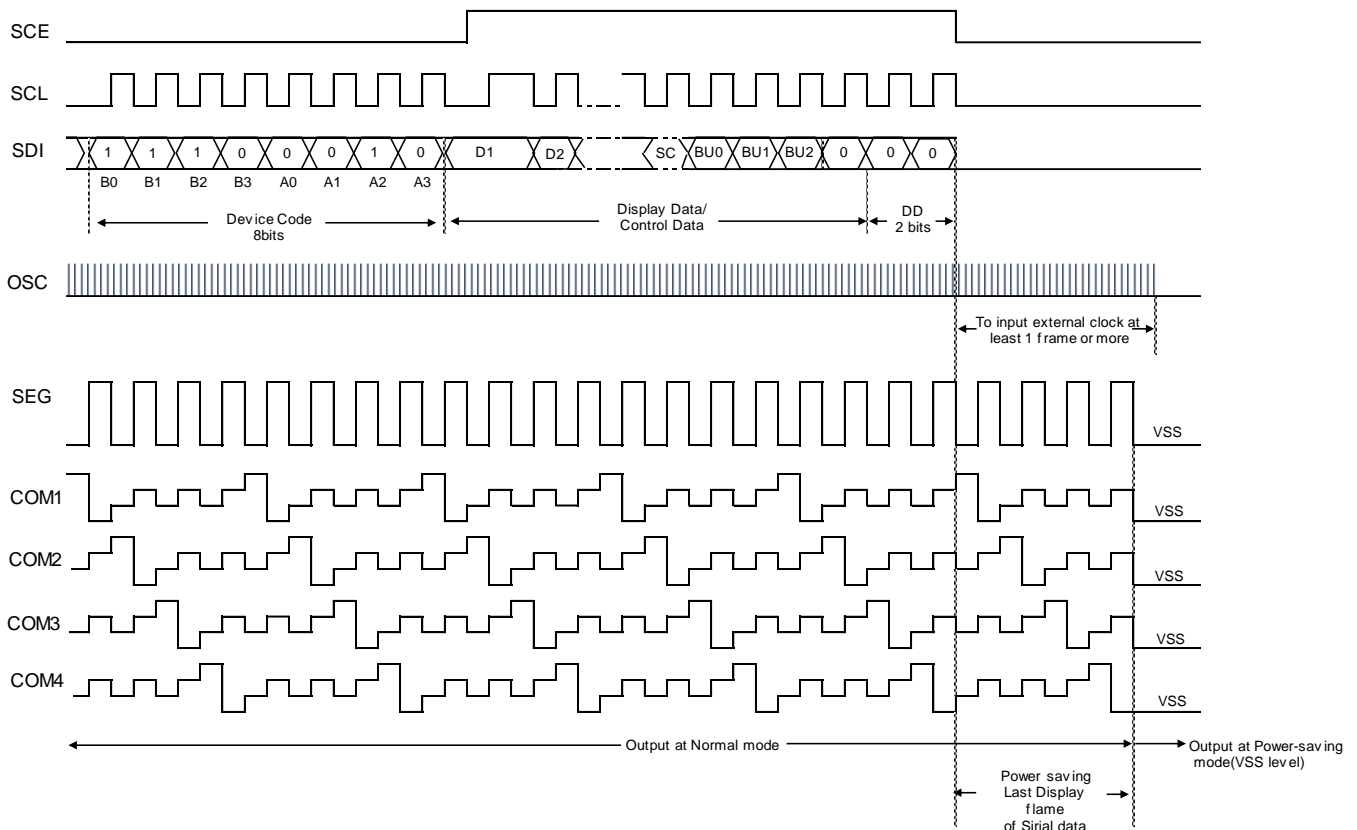 SCE
SCL
SDI
1 1 1 0 0 0 1 0 D1 D2 SC BU0 BU1 BU2 0 0 0
B0 B1 B2 B3 A0 A1 A2 A3
Device Code
8bits
Display Data/
Control Data
DD
2 bits
OSC
To input external clock at
least 1 frame or more
SEG
VSS
COM1
VSS
COM2
VSS
COM3
VSS
COM4
VSS
Output at Normal mode
Output at Power-saving
mode(VSS level)
Power saving
Last Display
flame
of Sirial data